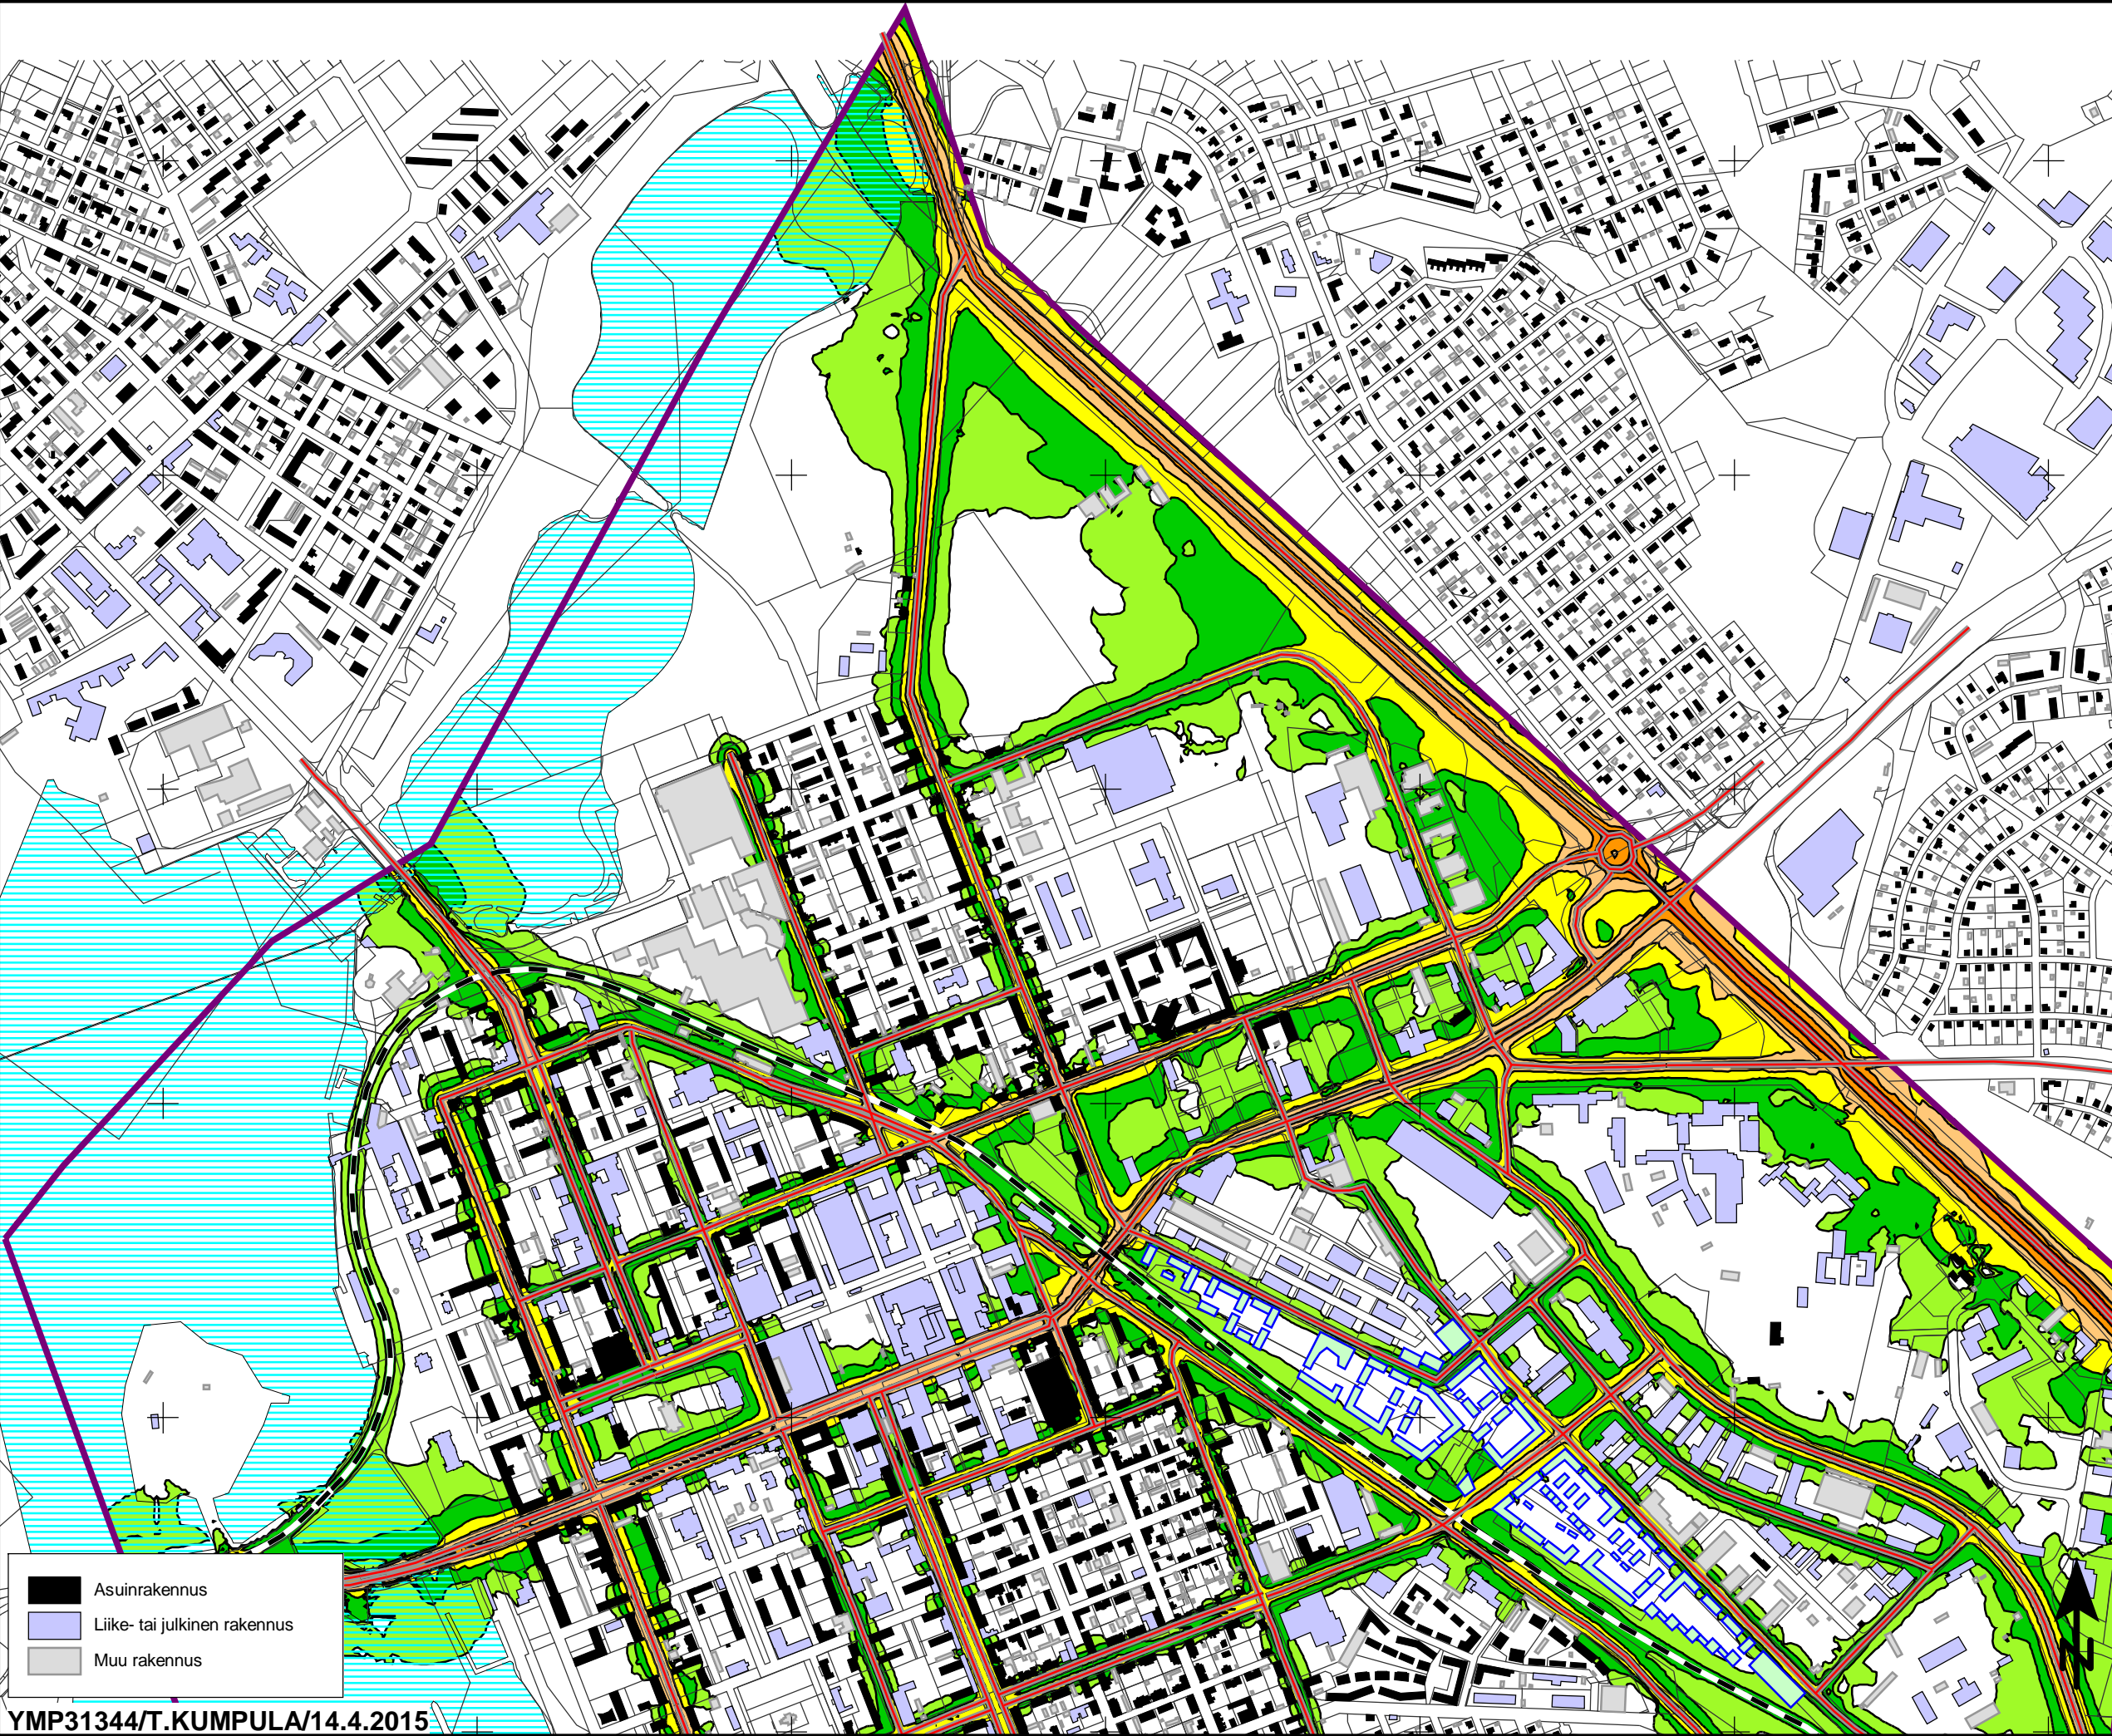 Asuinrakennus
Liike- tai julkinen rakennus
Muu rakennus
YMP31344/T.KUMPULA/14.4.2015
N